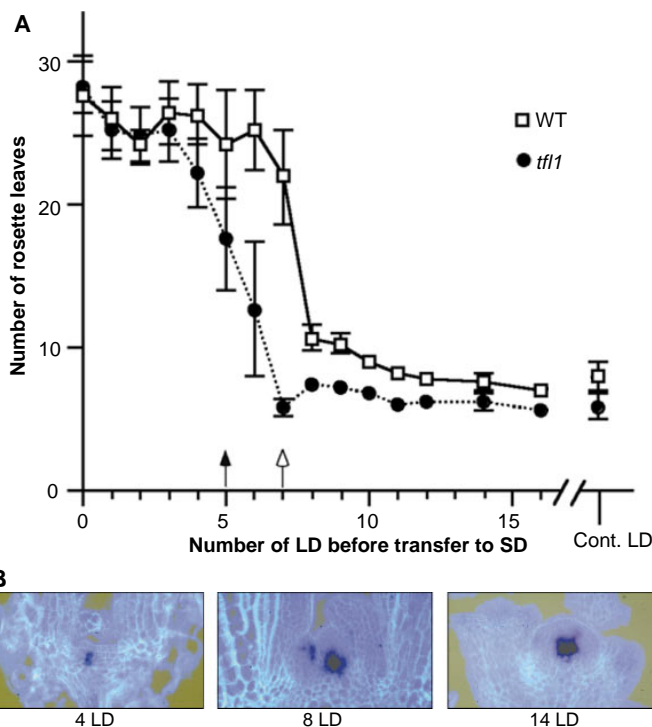 A
Number of rosette leaves
30
20
10
0
WT
tfl1
0
5
10
15
Cont. LD
Number of LD before transfer to SD
B
4 LD
8 LD
14 LD